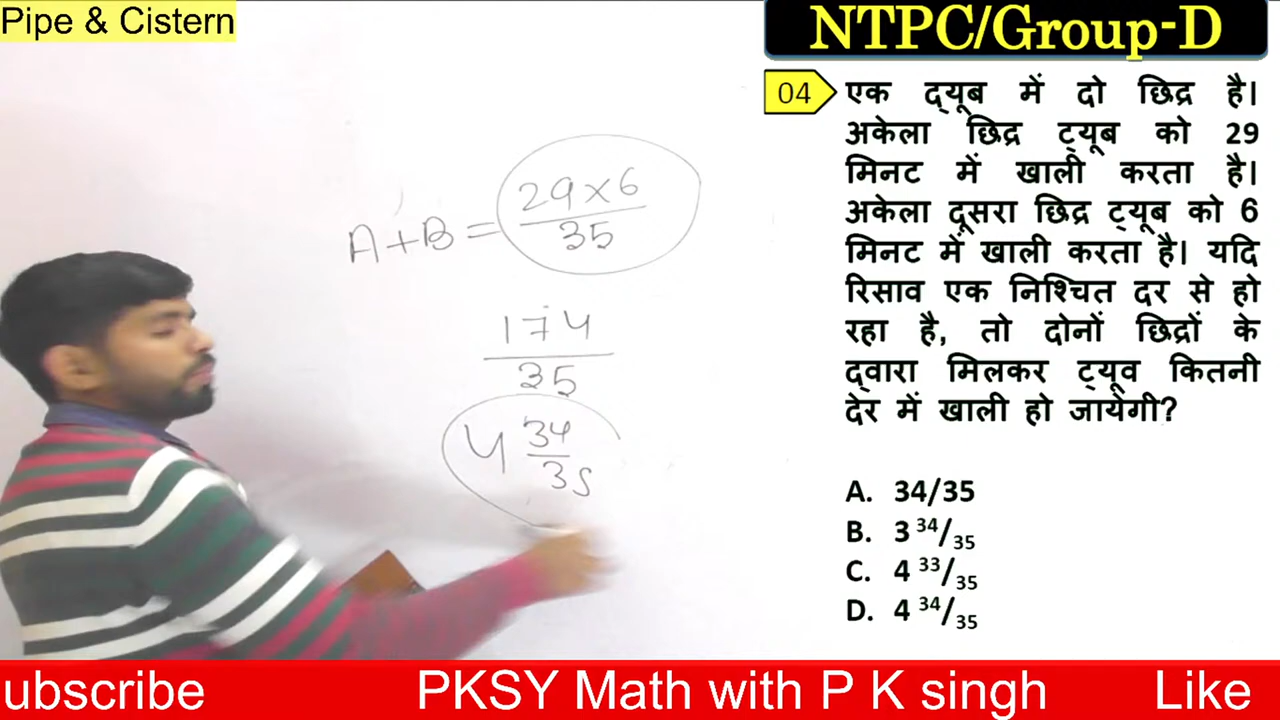 Pipe & Cistern
NTPC/Group-D
04
एक द्यूब में दो छिद्र है।
अकेला छिद्र ट्यूब को 29
मिनट में खाली करता है।
अकेला दूसरा छिद्र ट्यूब को 6
मिनट में खाली करता है। यदि
रिसाव एक निश्चित दर से हो
रहा है, तो दोनों छिद्रों के
द्वारा मिलकर ट्यूव कितनी
देर में खाली हो जायेगी?
A. 34/35
B. 3 34/35
C. 4 33/35
D. 4 34/35
A+B = 29×6/35
174/35
4 34/35
ubscribe
PKSY Math with P K singh
Like